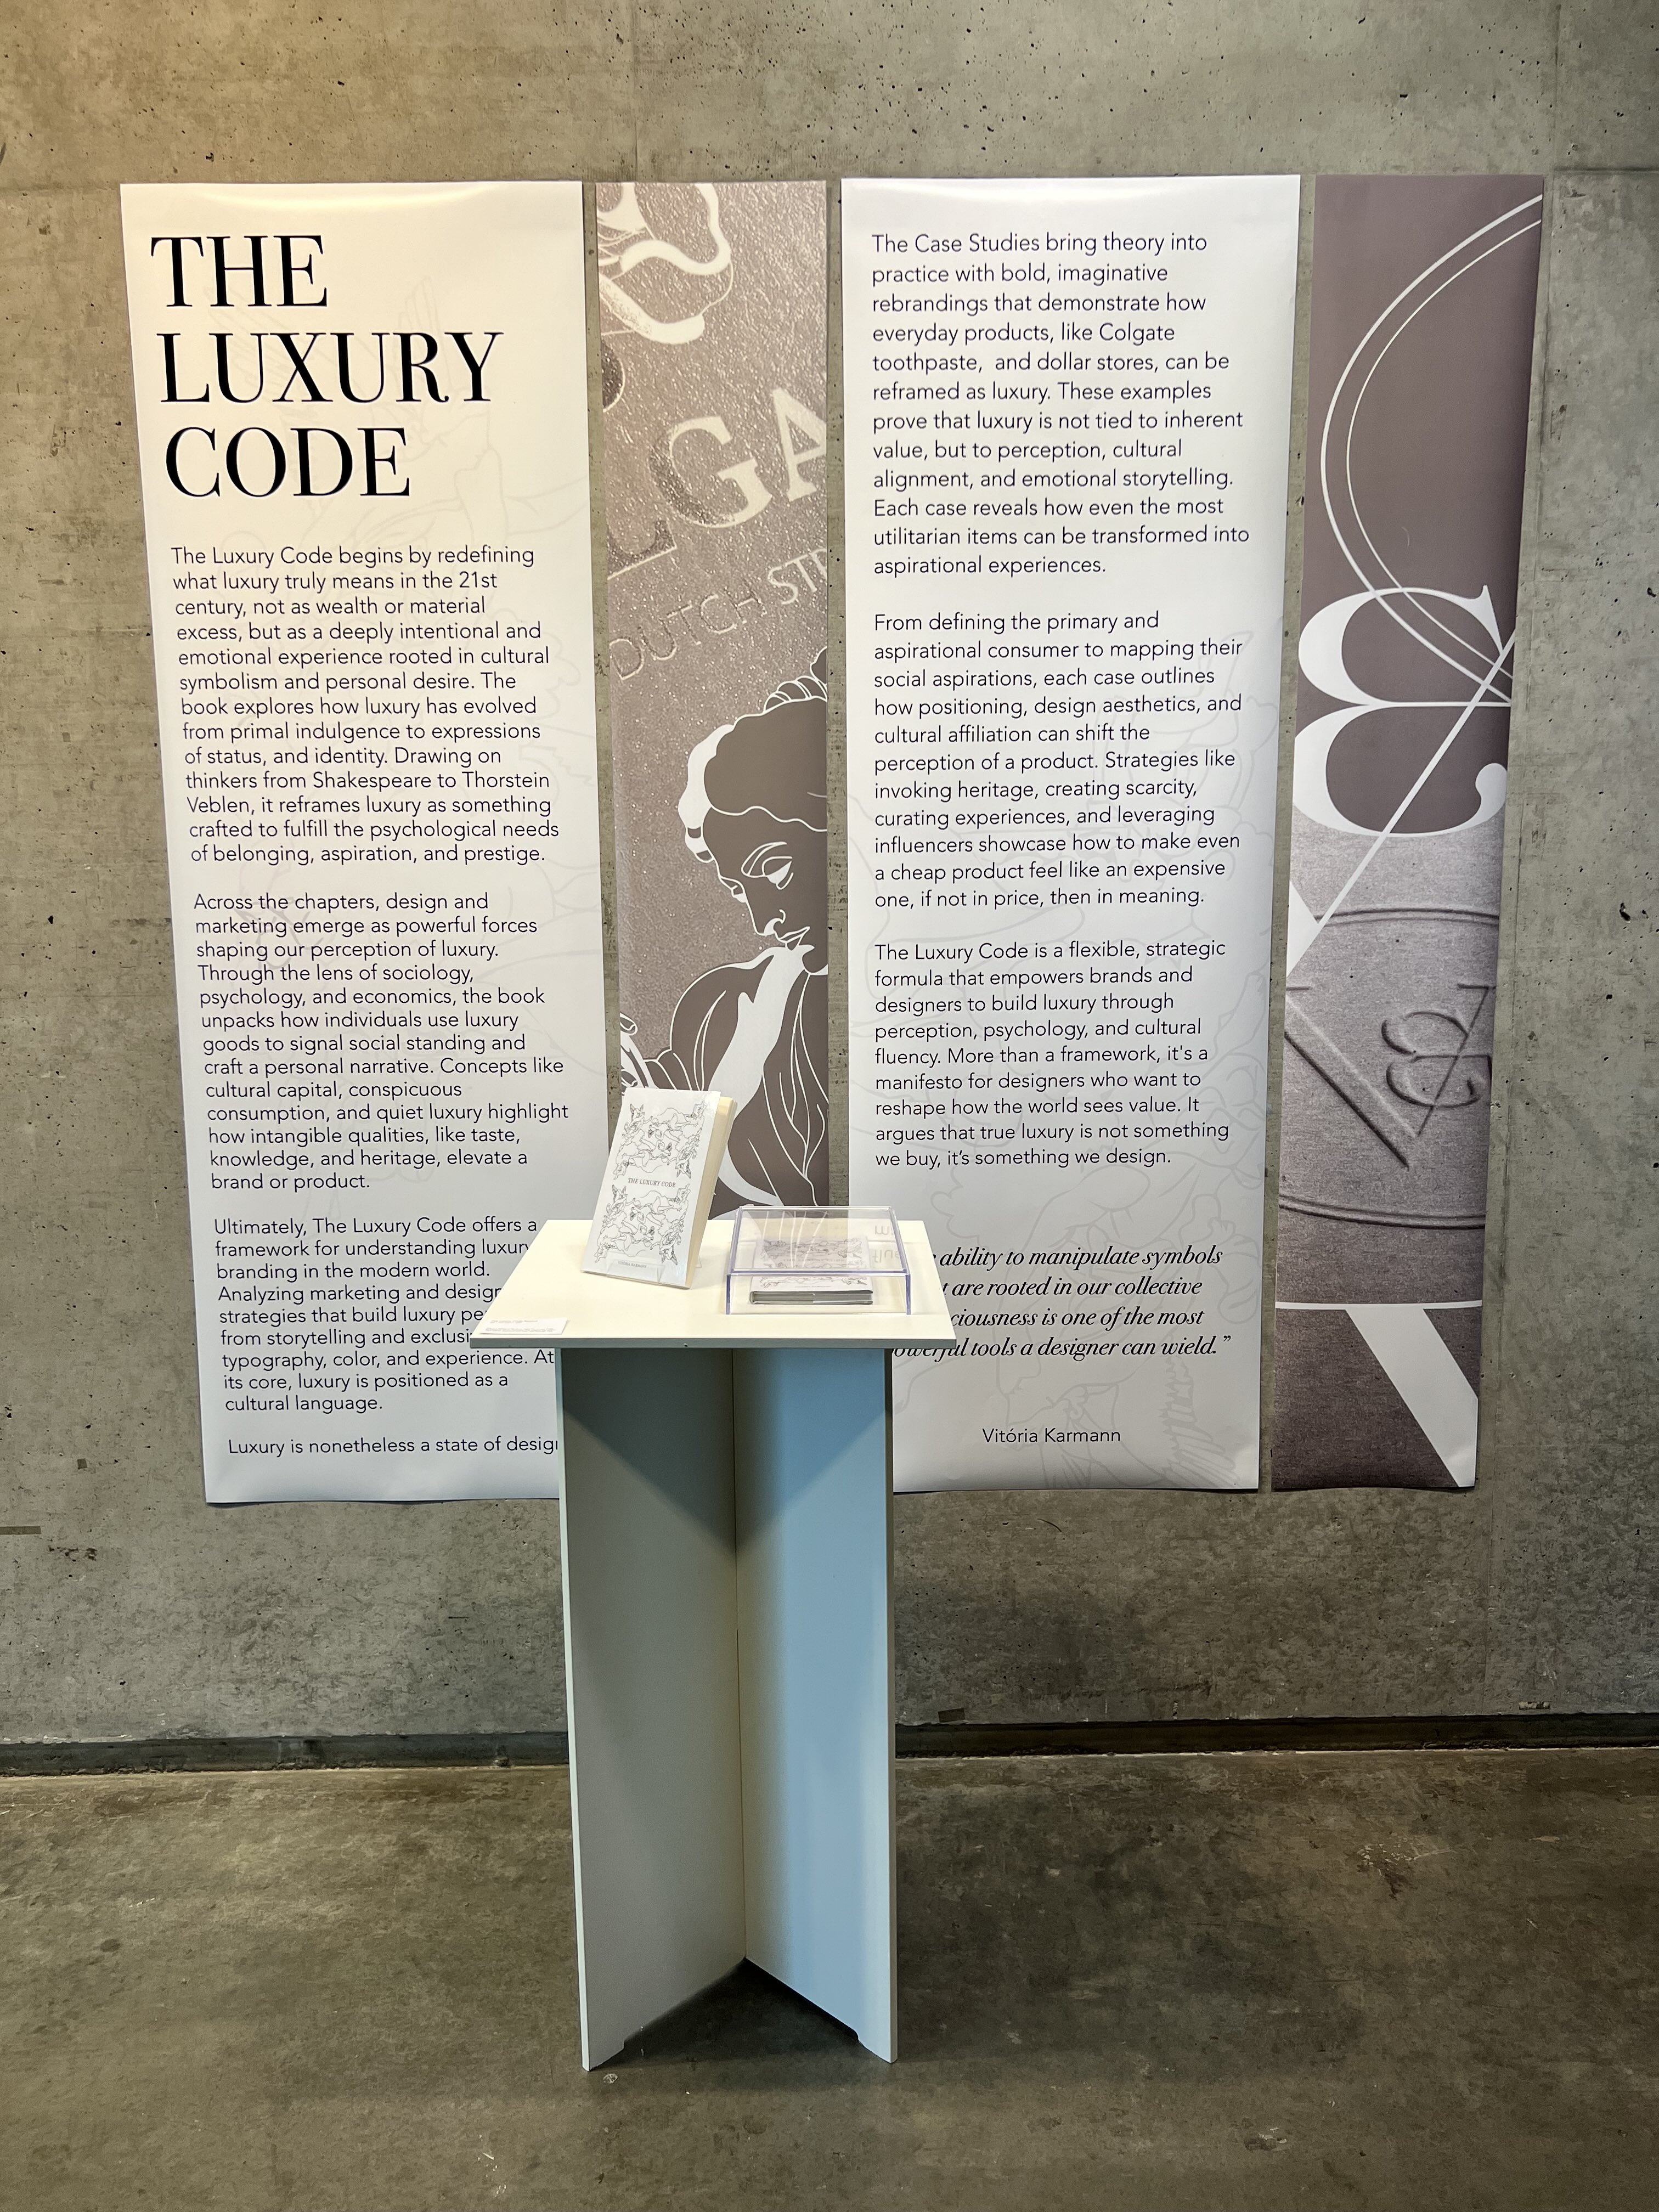 THE
LUXURY
CODE
The Luxury Code begins by redefining
what luxury truly means in the 21st
century, not as wealth or material
excess, but as a deeply intentional and
emotional experience rooted in cultural
symbolism and personal desire. The
book explores how luxury has evolved
from primal indulgence to expressions
of status, and identity. Drawing on
thinkers from Shakespeare to Thorstein
Veblen, it reframes luxury as something
crafted to fulfill the psychological needs
of belonging, aspiration, and prestige.
Across the chapters, design and
marketing emerge as powerful forces
shaping our perception of luxury.
Through the lens of sociology,
psychology, and economics, the book
unpacks how individuals use luxury
goods to signal social standing and
craft a personal narrative. Concepts like
cultural capital, conspicuous
consumption, and quiet luxury highlight
how intangible qualities, like taste,
knowledge, and heritage, elevate a
brand or product.
Ultimately, The Luxury Code offers a
framework for understanding luxury
branding in the modern world.
Analyzing marketing and design
strategies that build luxury
from storytelling and
typography, color, and experience. At
its core, luxury is positioned as a
cultural language.
Luxury is nonetheless a state of
LGA
DUTCH
The Case Studies bring theory into
practice with bold, imaginative
rebrandings that demonstrate how
everyday products, like Colgate
toothpaste, and dollar stores, can be
reframed as luxury. These examples
prove that luxury is not tied to inherent
value, but to perception, cultural
alignment, and emotional storytelling.
Each case reveals how even the most
utilitarian items can be transformed into
aspirational experiences.
From defining the primary and
aspirational consumer to mapping their
social aspirations, each case outlines
how positioning, design aesthetics, and
cultural affiliation can shift the
perception of a product. Strategies like
invoking heritage, creating scarcity,
curating experiences, and leveraging
influencers showcase how to make even
a cheap product feel like an expensive
one, if not in price, then in meaning.
The Luxury Code is a flexible, strategic
formula that empowers brands and
designers to build luxury through
perception, psychology, and cultural
fluency. More than a framework, it's a
manifesto for designers who want to
reshape how the world sees value. It
argues that true luxury is not something
we buy, it's something we design.
ability to manipulate symbols
are rooted in our collective
ciousness is one of the most
owerful tools a designer can wield.”
Vitória Karmann
THE LUXURY CODE